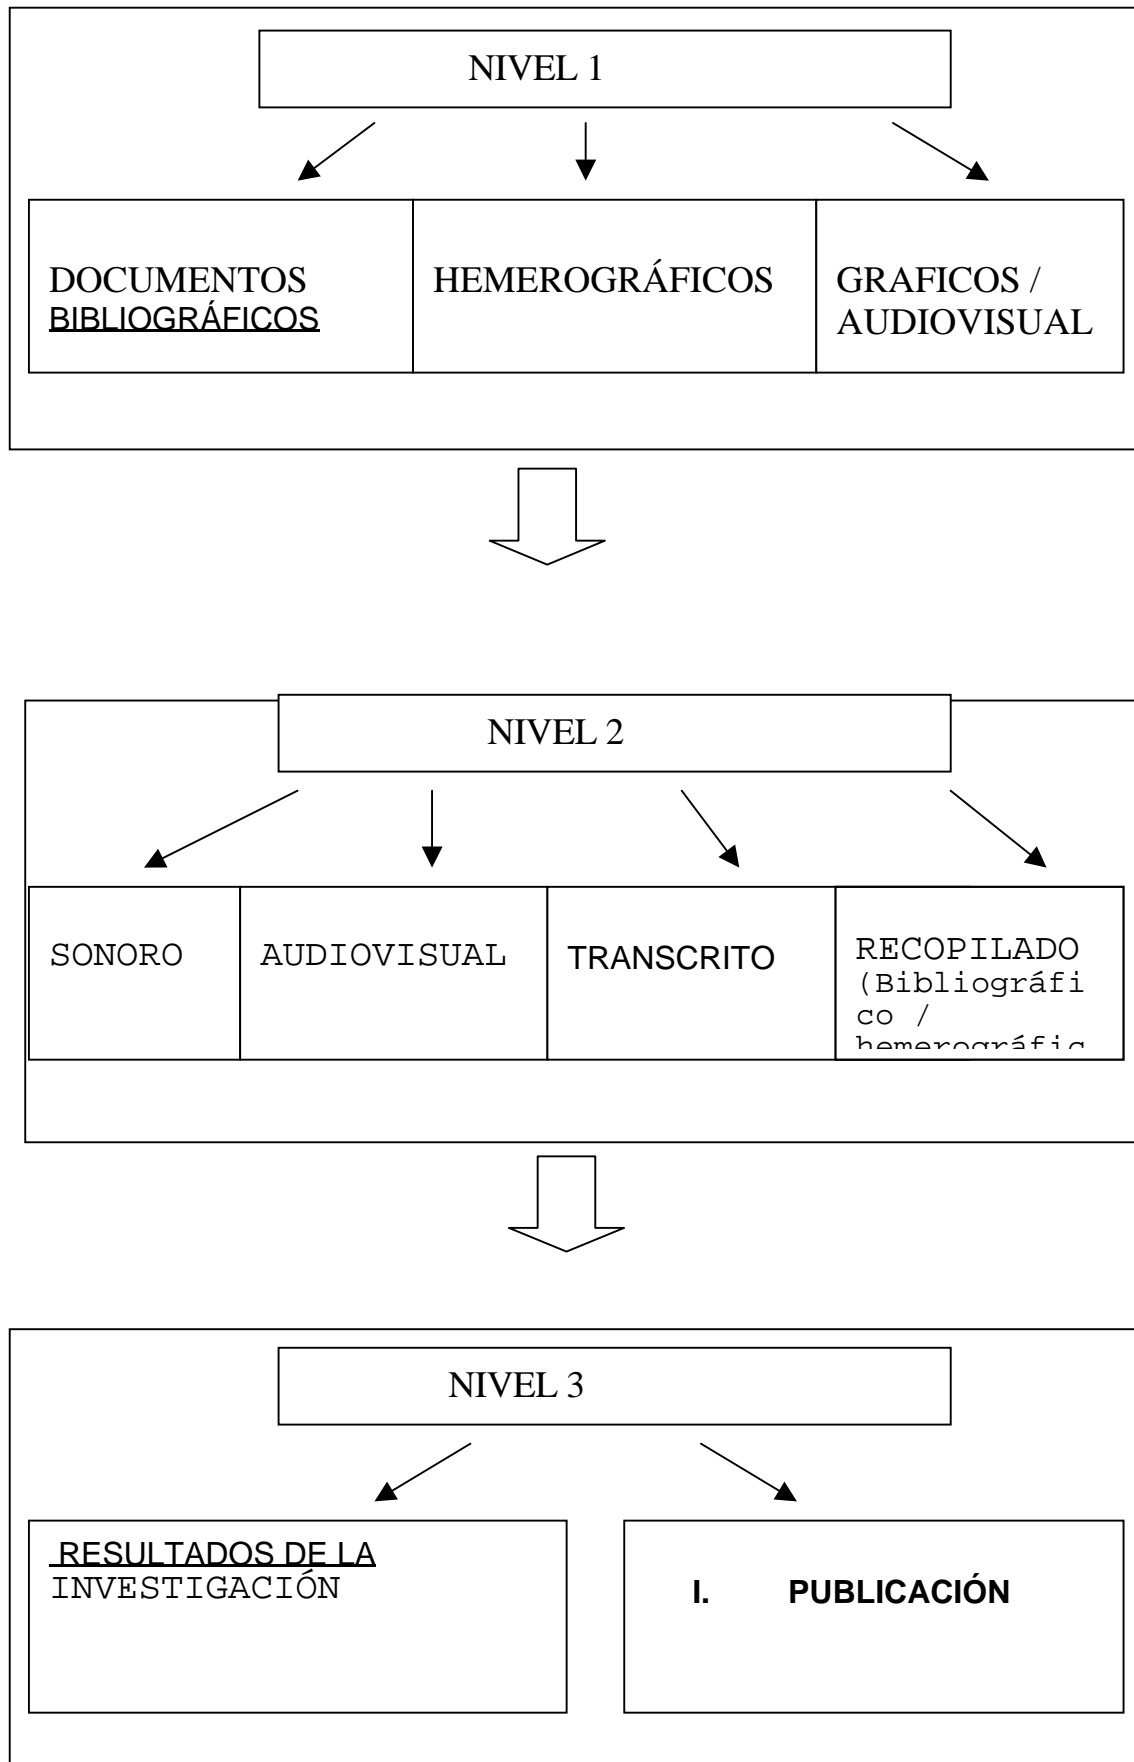 NIVEL 1
DOCUMENTOS
BIBLIOGRÁFICOS
HEMEROGRÁFICOS
GRAFICOS /
AUDIOVISUAL
NIVEL 2
SONORO
AUDIOVISUAL
TRANSCRITO
RECOPILADO
(Bibliográfi
co /
hemerográfic
NIVEL 3
RESULTADOS DE LA
INVESTIGACIÓN
I. PUBLICACIÓN